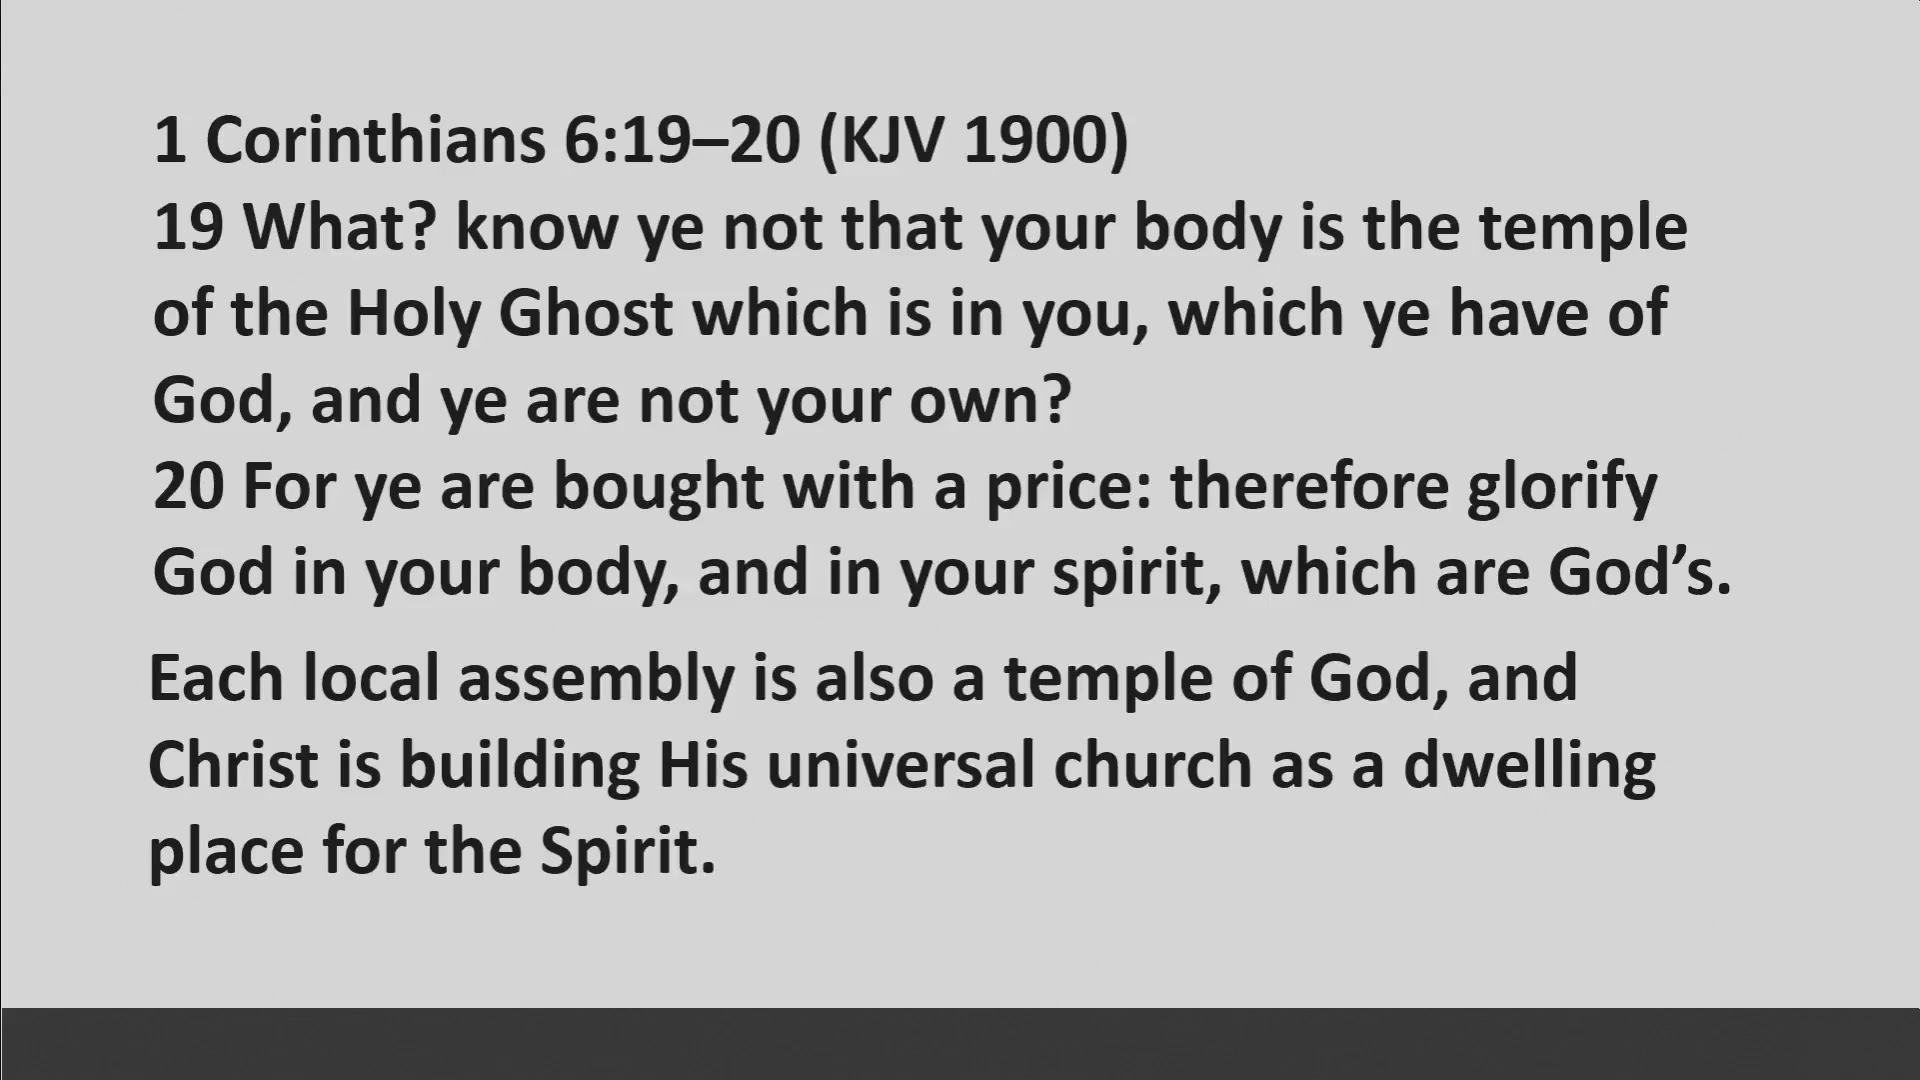 1 Corinthians 6:19–20 (KJV 1900)
19 What? know ye not that your body is the temple
of the Holy Ghost which is in you, which ye have of
God, and ye are not your own?
20 For ye are bought with a price: therefore glorify
God in your body, and in your spirit, which are God’s.
Each local assembly is also a temple of God, and
Christ is building His universal church as a dwelling
place for the Spirit.